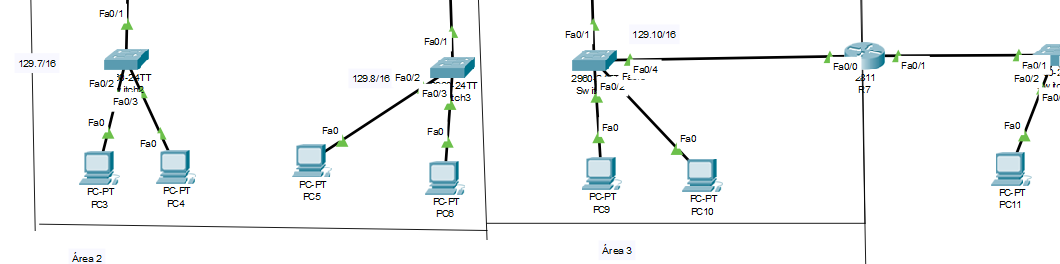 Fa0/1
129.7/16
Fa0/2
Fa0/3
Fa0
Fa0
PC-PT
PC3
PC-PT
PC4
Fa0/1
129.8/16
Fa0/2
Fa0/3
Fa0
Fa0
PC-PT
PC5
PC-PT
PC6
Área 2
Fa0/1
129.10/16
Fa0/4
2960
Fa0/2
Fa0
Fa0
PC-PT
PC9
PC-PT
PC10
Área 3
Fa0/0
Fa0/1
2811
R7
Fa0/1
Fa0/2
Fa0
PC-PT
PC11